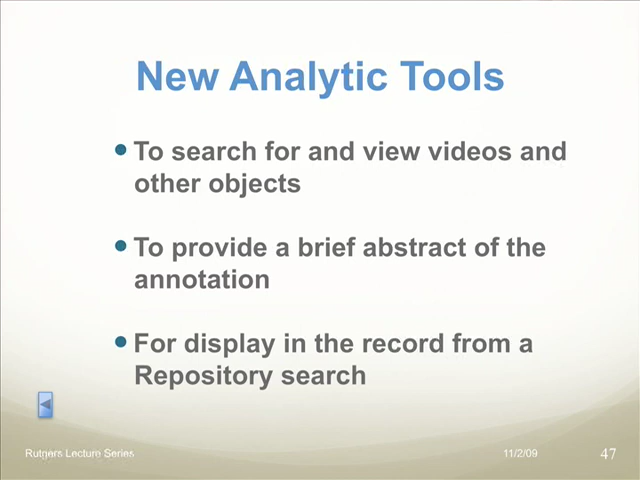 New Analytic Tools
To search for and view videos and
other objects
To provide a brief abstract of the
annotation
For display in the record from a
Repository search
Rutgers Lecture Series
11/2/09
47